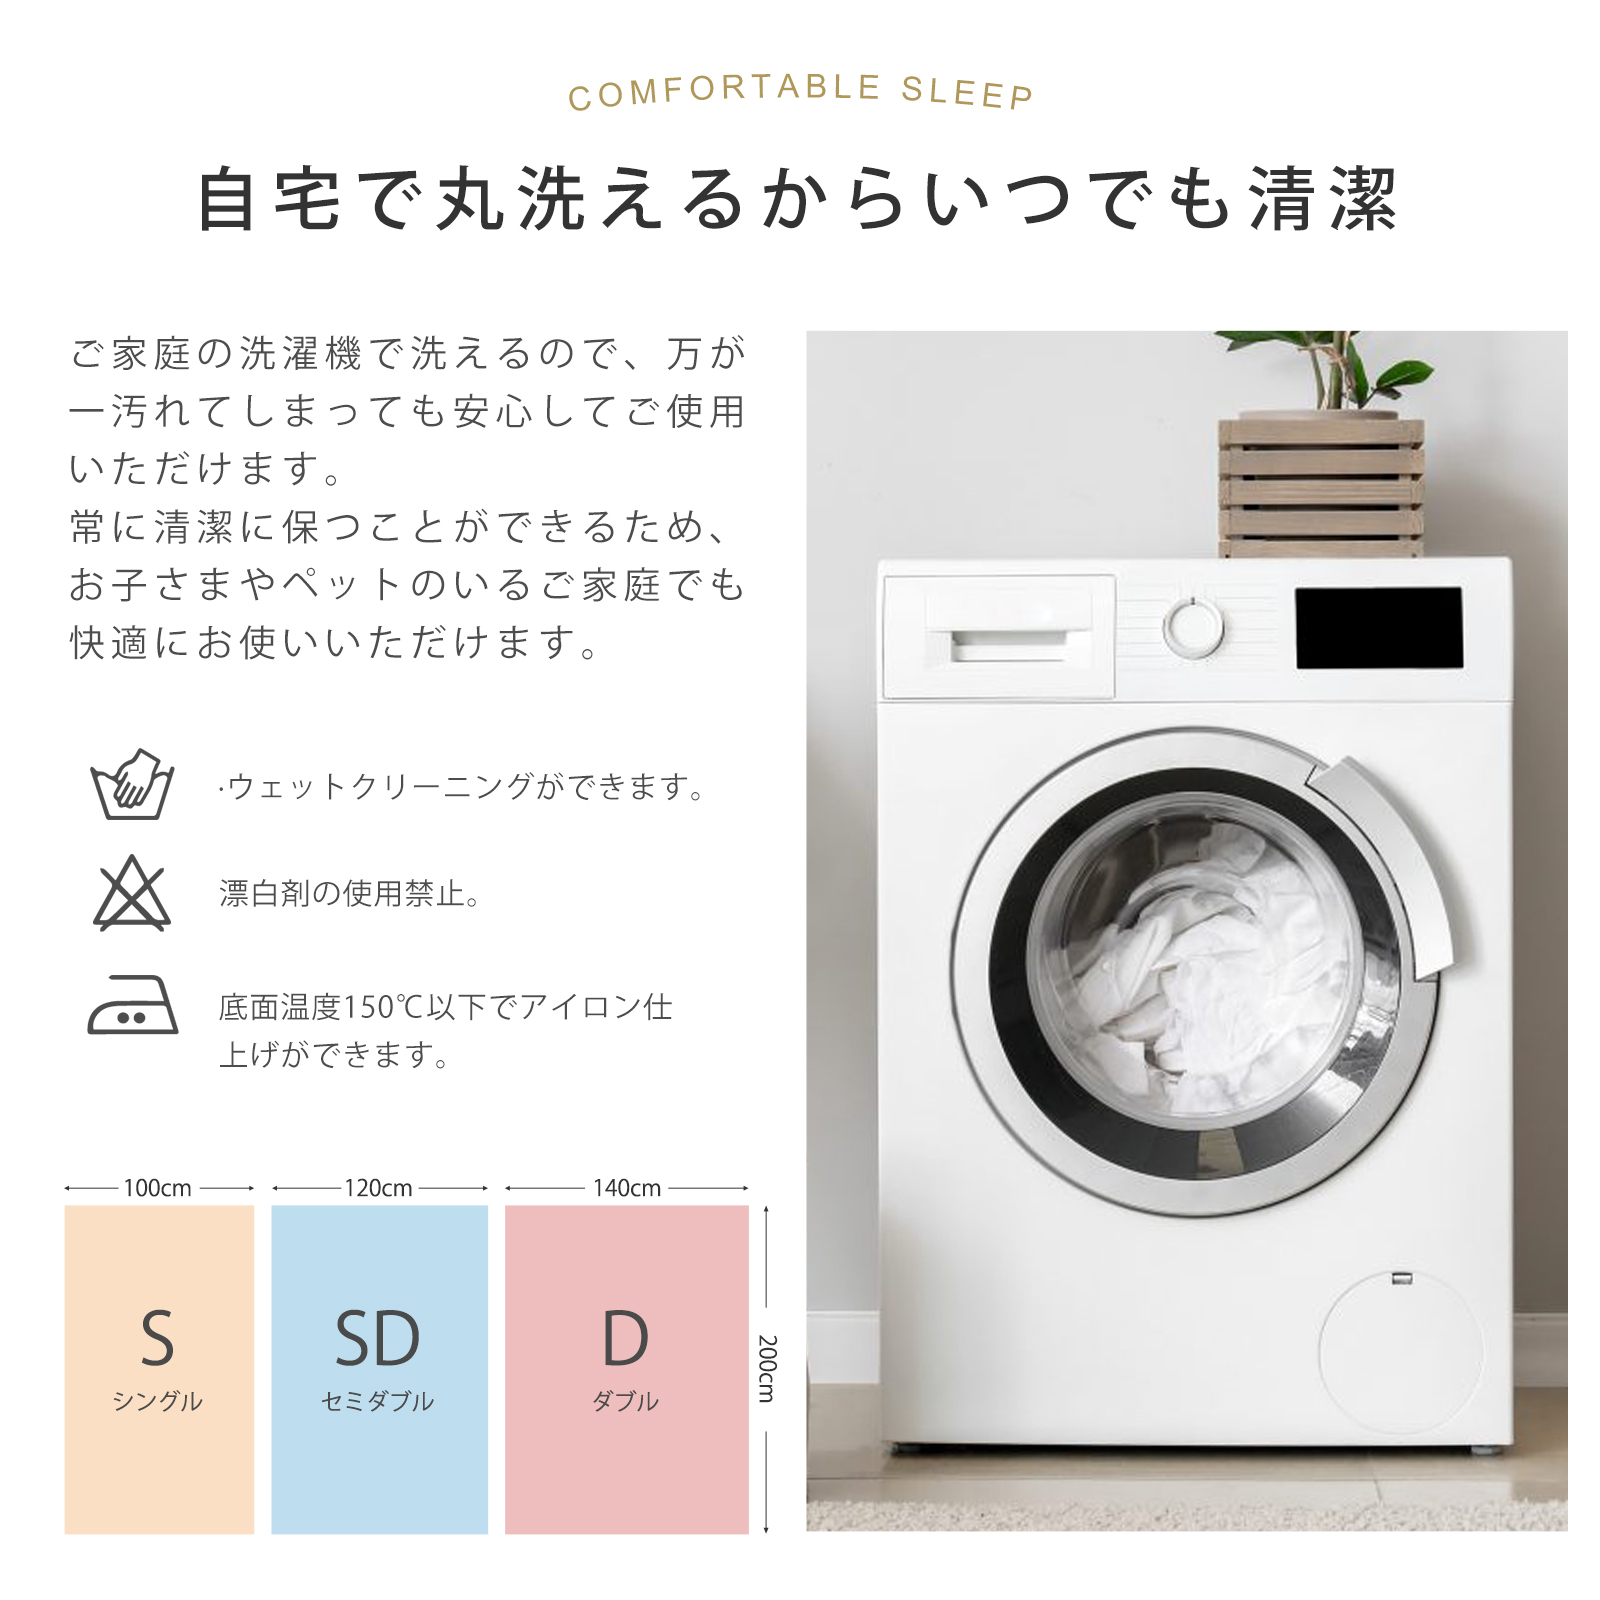 COMFORTABLE SLEEP
自宅で丸洗えるからいつでも清潔
ご家庭の洗濯機で洗えるので、万が
一汚れてしまっても安心してご使用
いただけます。
常に清潔に保つことができるため、
お子さまやペットのいるご家庭でも
快適にお使いいただけます。
·ウェットクリーニングができます。
漂白剤の使用禁止。
底面温度150℃以下でアイロン仕
上げができます。
100cm
120cm
140cm
S
シングル
SD
セミダブル
D
ダブル
200cm